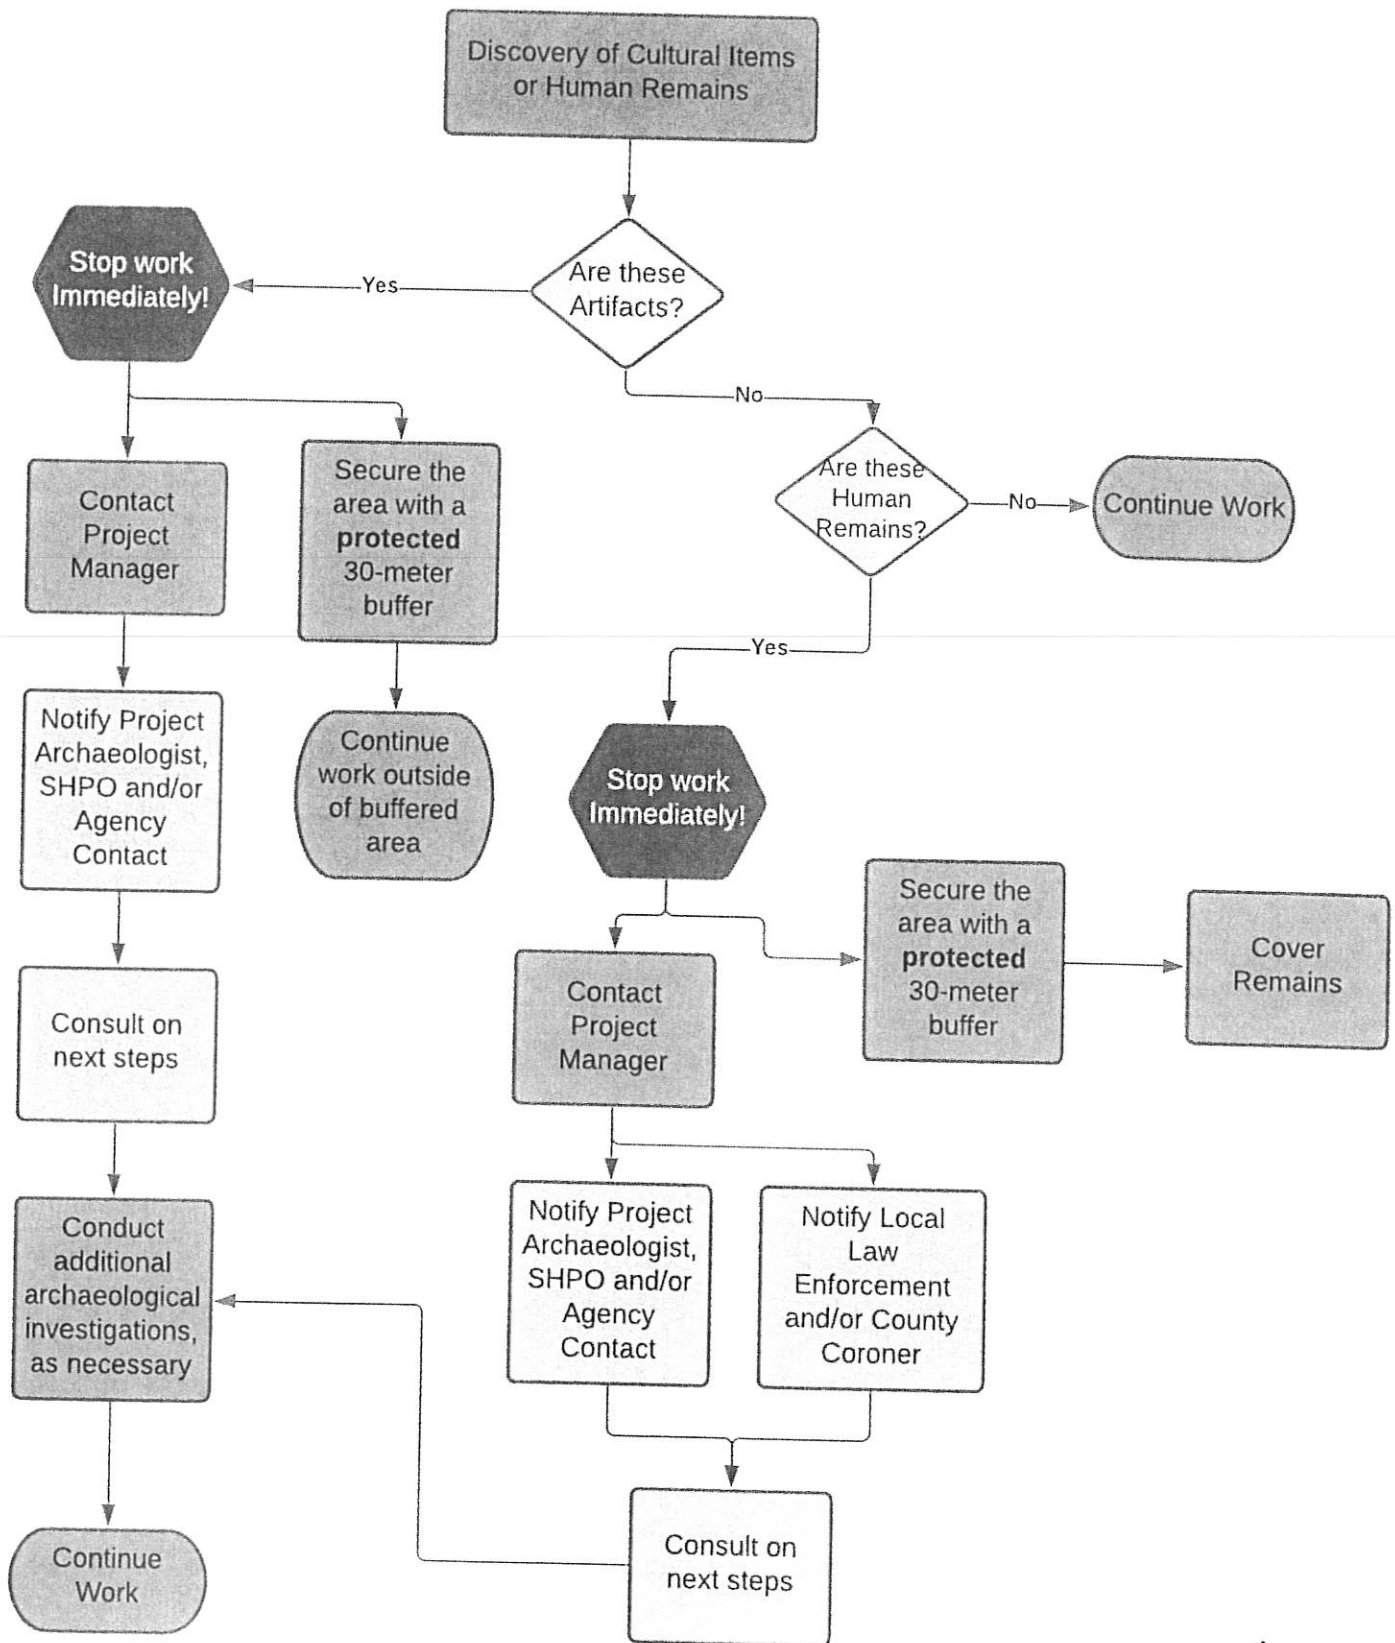 Discovery of Cultural Items
or Human Remains
Are these
Artifacts?
Yes
Stop work
Immediately!
No
Contact
Project
Manager
Secure the
area with a
protected
30-meter
buffer
Are these
Human
Remains?
No
Continue Work
Yes
Notify Project
Archaeologist,
SHPO and/or
Agency
Contact
Continue
work outside
of buffered
area
Stop work
Immediately!
Consult on
next steps
Contact
Project
Manager
Secure the
area with a
protected
30-meter
buffer
Cover
Remains
Conduct
additional
archaeological
investigations,
as necessary
Notify Project
Archaeologist,
SHPO and/or
Agency
Contact
Notify Local
Law
Enforcement
and/or County
Coroner
Continue
Work
Consult on
next steps